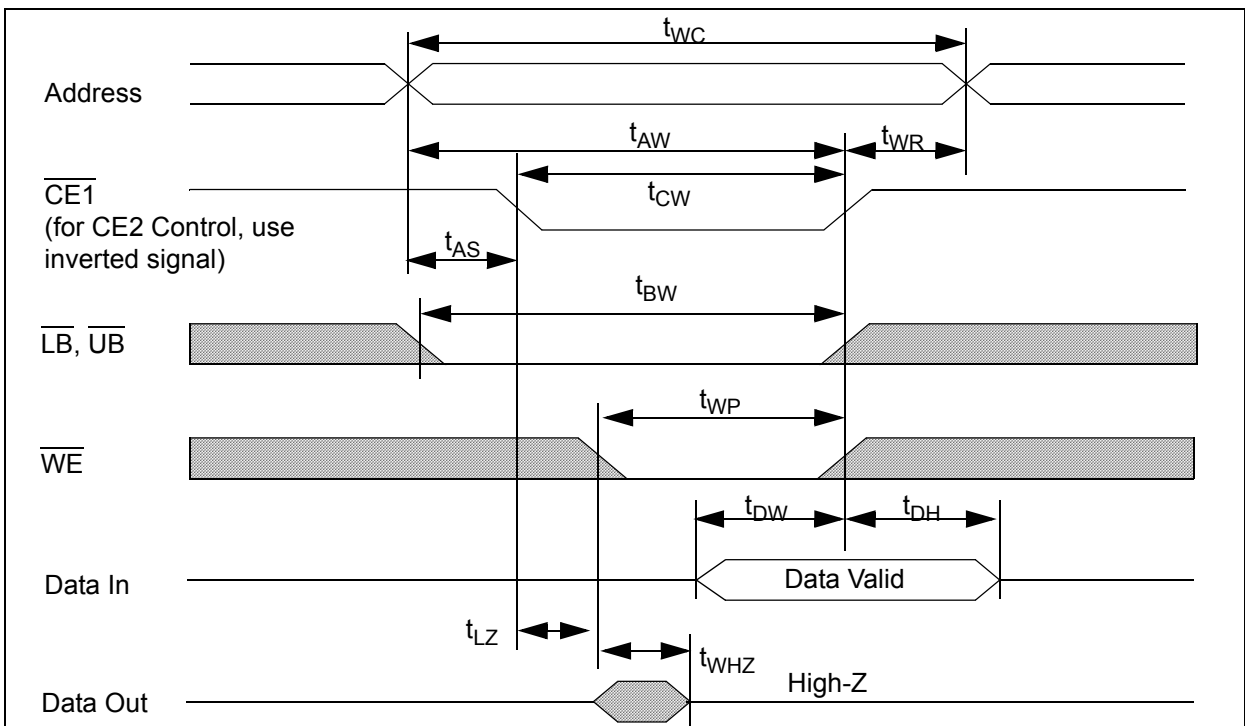 tWC
Address
tAW
tWR
CE1
(for CE2 Control, use
inverted signal)
tCW
tAS
tBW
LB, UB
tWP
WE
tDW
tDH
Data In
Data Valid
tLZ
tWHZ
Data Out
High-Z